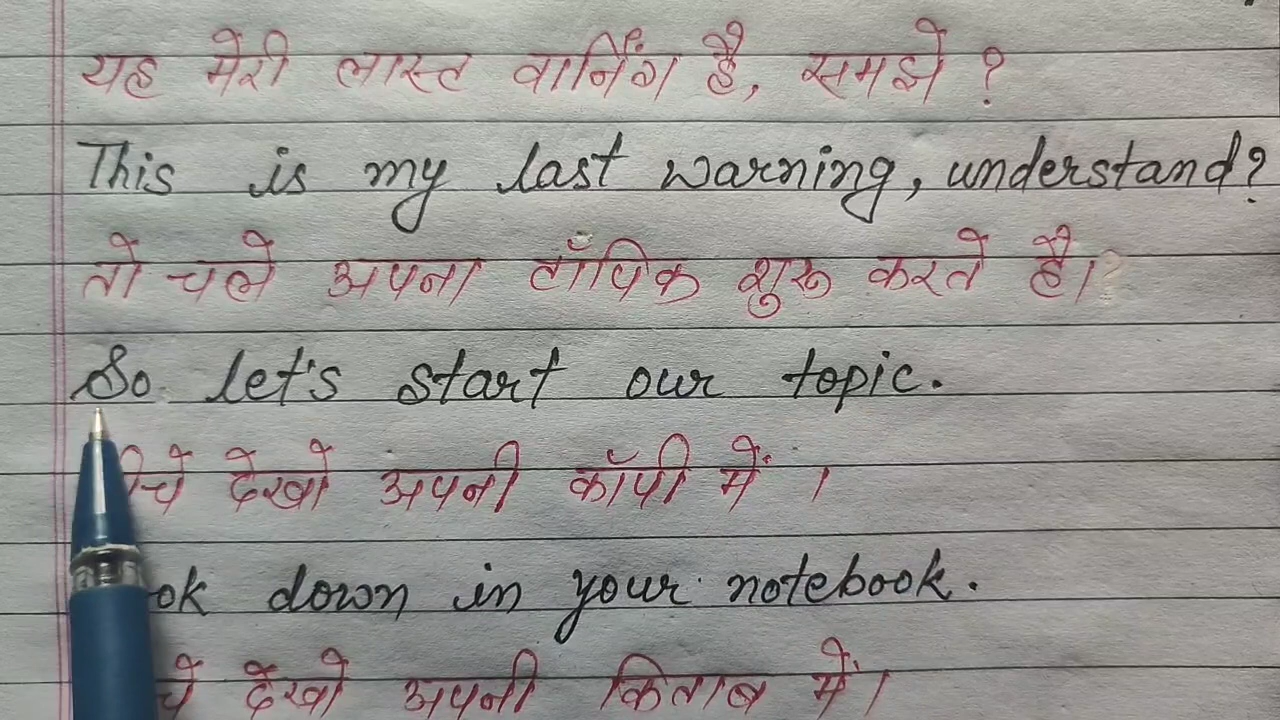 यह मेरी लास्ट वार्निंग है, समझे ?
This is my last warning, understand?
तो चले अपना टॉपिक शुरू करते है।
So let's start our topic.
देखो अपनी कॉपी में ।
down in your notebook.
देखो अपनी किताब में।